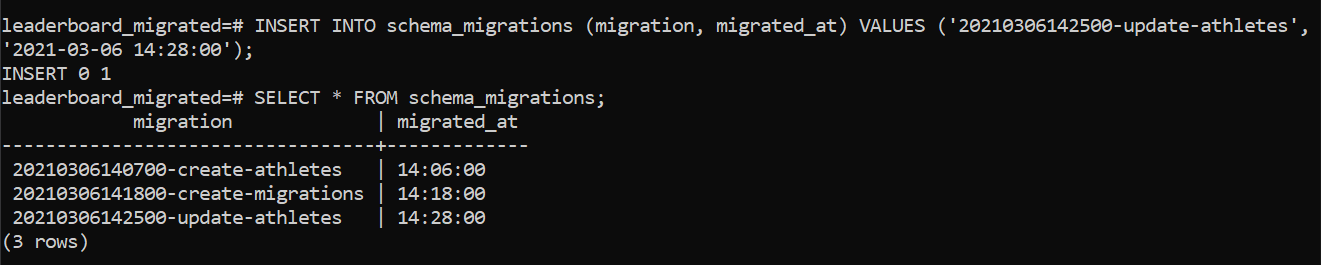 leaderboard_migrated=# INSERT INTO schema_migrations (migration, migrated_at) VALUES ('20210306142500-update-athletes',
'2021-03-06 14:28:00');
INSERT 0 1
leaderboard_migrated=# SELECT * FROM schema_migrations;
            migration             | migrated_at
----------------------------------+-------------
 20210306140700-create-athletes   | 14:06:00
 20210306141800-create-migrations | 14:18:00
 20210306142500-update-athletes   | 14:28:00
(3 rows)